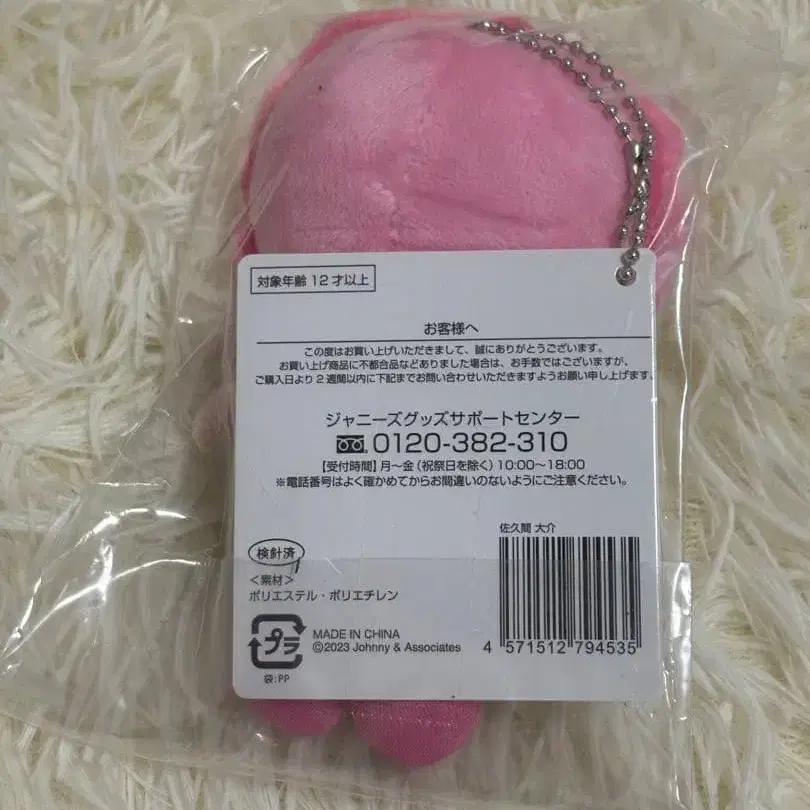 対象年齢12才以上
お客様へ
この度はお買い上げいただきまして、誠にありがとうございます。
お買い上げ商品に不都合品などありました場合は、お手数ではございますが、
ご購入日より2週間以内に下記までお問い合わせいただきますようお願い申し上げます。
ジャニーズグッズサポートセンター
0120-382-310
【受付時間】月〜金(祝祭日を除く)10:00〜18:00
※電話番号はよく確かめてからお間違いのないようにご注意ください。
検針済
<素材>
ポリエステル・ポリエチレン
プラ
袋:PP
MADE IN CHINA
©2023 Johnny & Associates
佐久間 大介
4 571512 794535